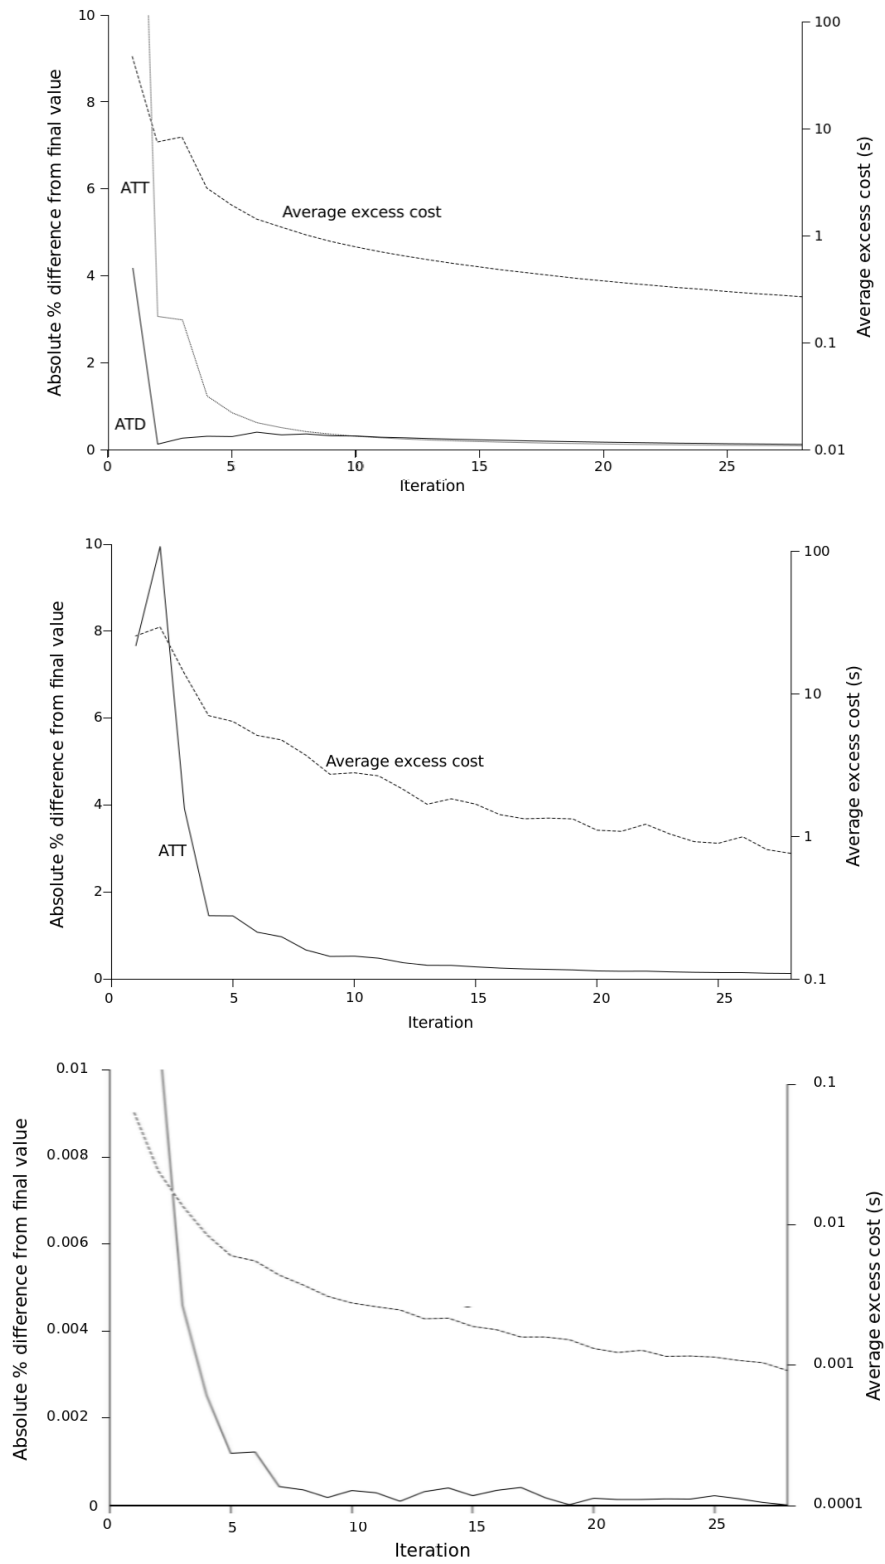 10
100
8
10
Absolute % difference from final value
Average excess cost (s)
6
ATT
Average excess cost
1
4
0.1
2
ATD
0
0.01
0 5 10 15 20 25
Iteration
10
100
8
10
Absolute % difference from final value
Average excess cost (s)
6
Average excess cost
4
1
ATT
2
0
0.1
0 5 10 15 20 25
Iteration
0.01
0.1
0.008
Absolute % difference from final value
Average excess cost (s)
0.01
0.006
0.004
0.001
0.002
0
0.0001
0 5 10 15 20 25
Iteration